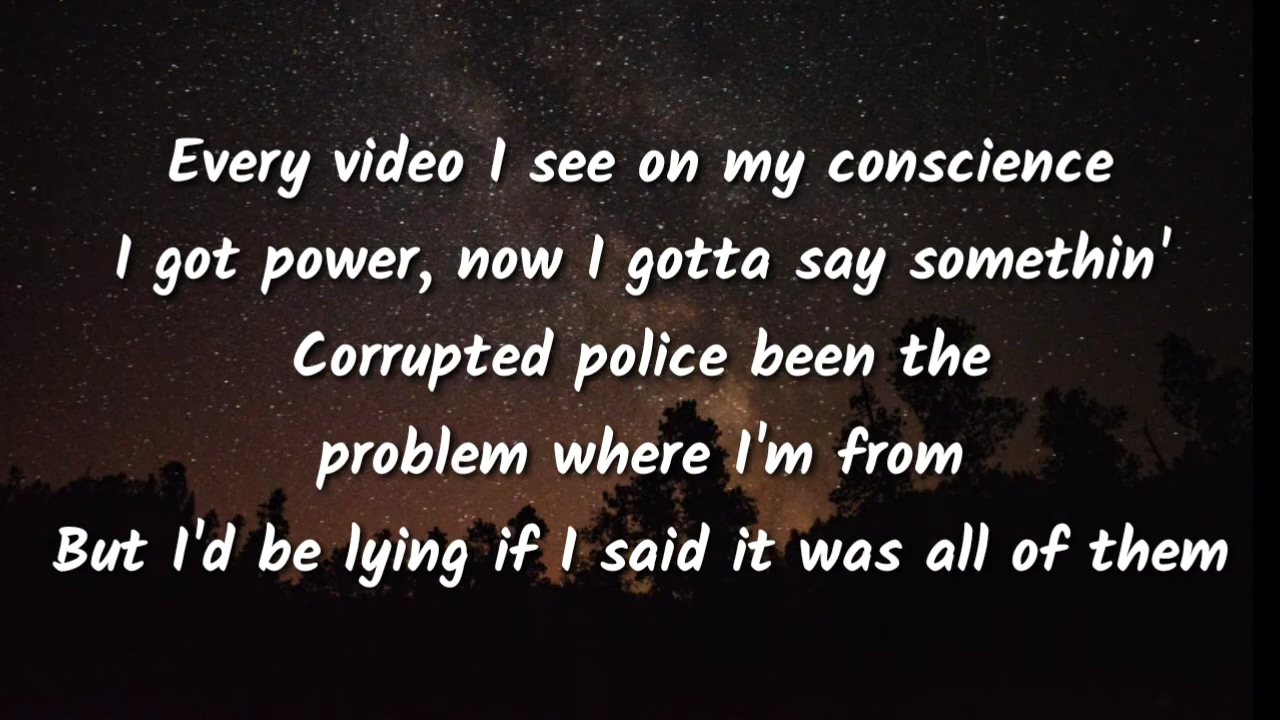 Every video I see on my conscience
I got power, now I gotta say somethin'
Corrupted police been the
problem where I'm from
But I'd be lying if I said it was all of them